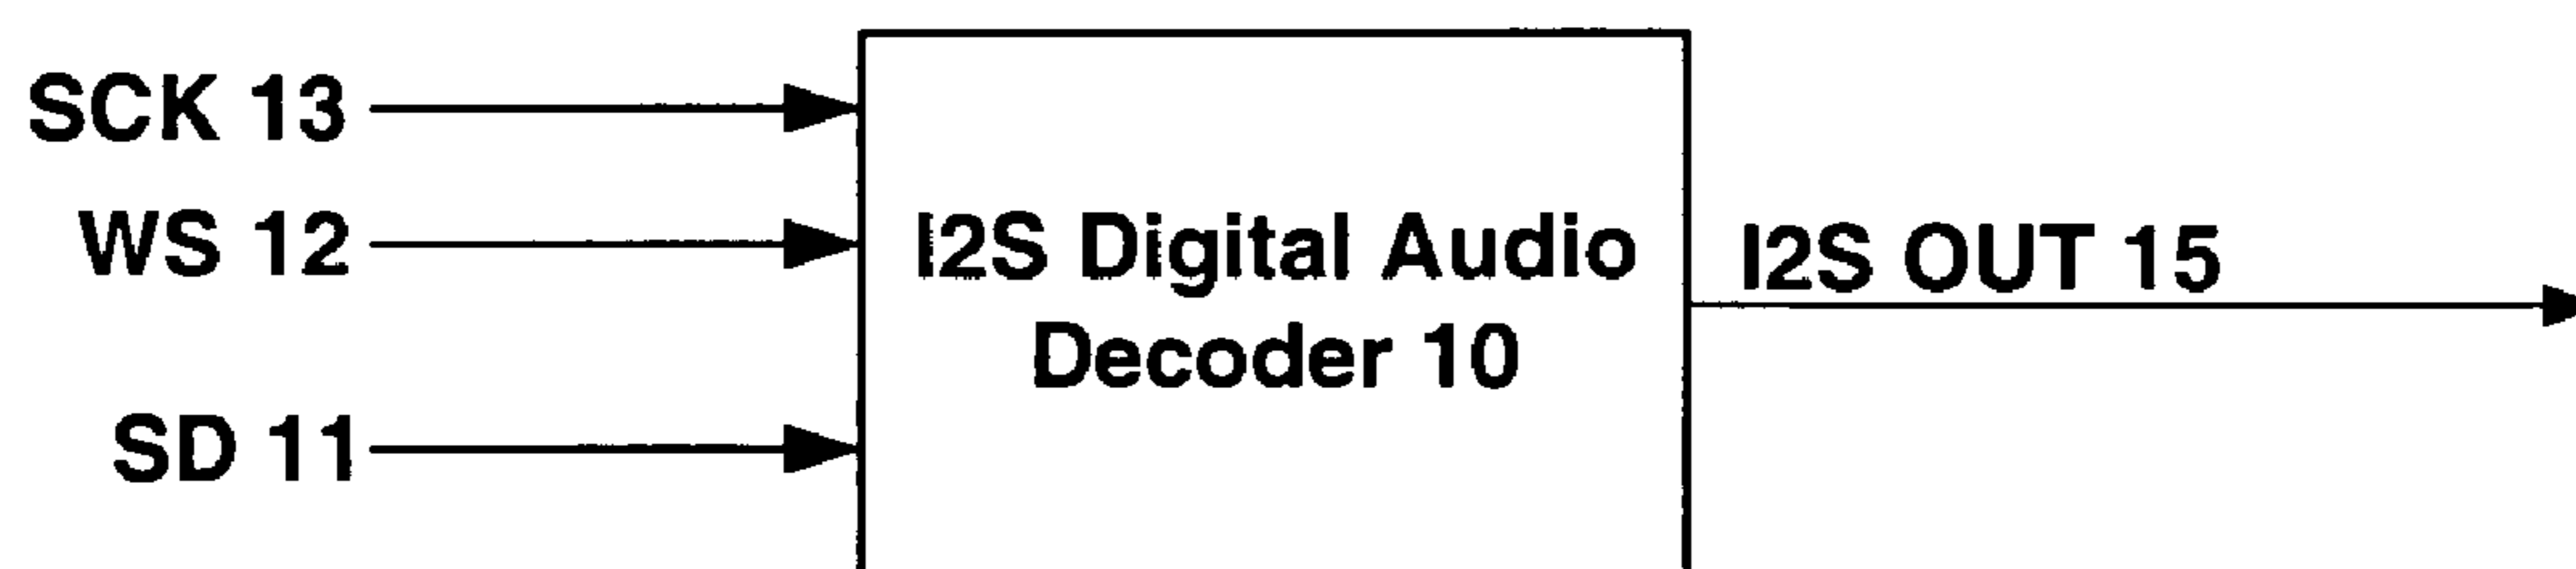 SCK 13
WS 12
I2S Digital Audio
Decoder 10
I2S OUT 15
SD 11